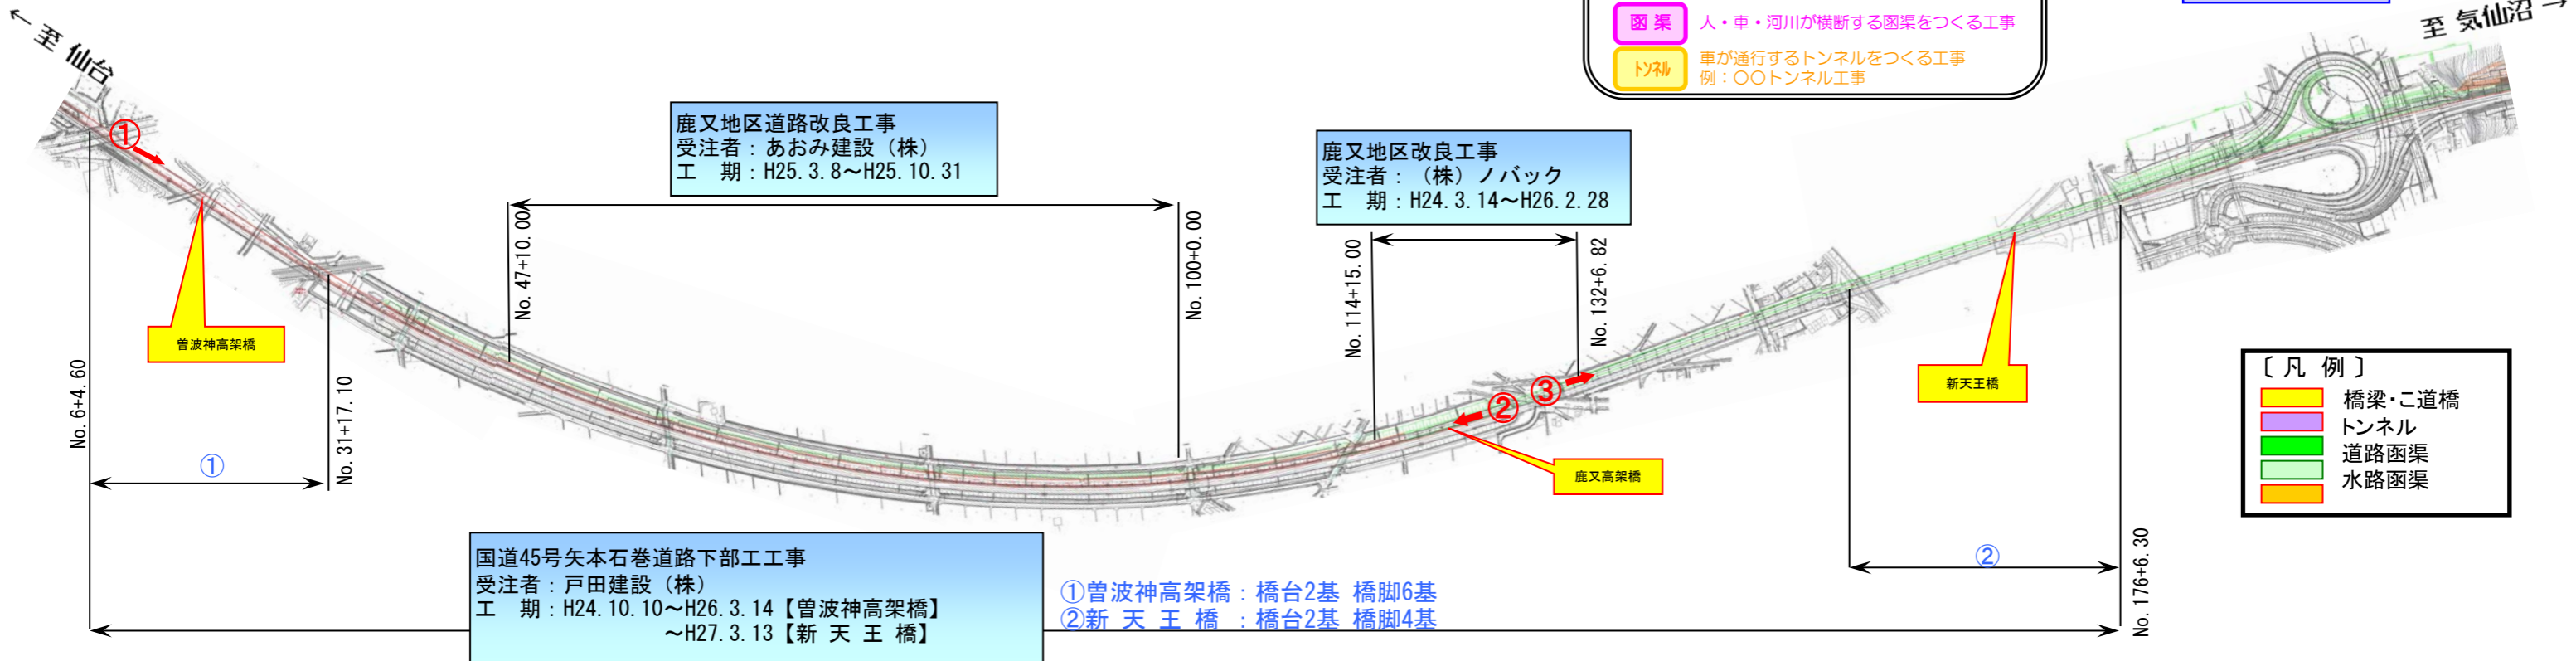 ← 至 仙台
函 渠
人・車・河川が横断する函渠をつくる工事
トンネル
車が通行するトンネルをつくる工事
例：〇〇トンネル工事
至 気仙沼 →
①
鹿又地区道路改良工事
受注者：あおみ建設（株）
工　期：H25.3.8～H25.10.31
鹿又地区改良工事
受注者：（株）ノバック
工　期：H24.3.14～H26.2.28
No. 47+10.00
No. 100+0.00
No. 114+15.00
No. 132+6.82
曽波神高架橋
新天王橋
③
②
鹿又高架橋
No. 6+4.60
No. 31+17.10
①
②
No. 176+6.30
〔 凡 例 〕
橋梁・こ道橋
トンネル
道路函渠
水路函渠
国道45号矢本石巻道路下部工工事
受注者：戸田建設（株）
工　期：H24.10.10～H26.3.14【曽波神高架橋】
～H27.3.13【新 天 王 橋】
①曽波神高架橋：橋台2基 橋脚6基
②新 天 王 橋 ：橋台2基 橋脚4基